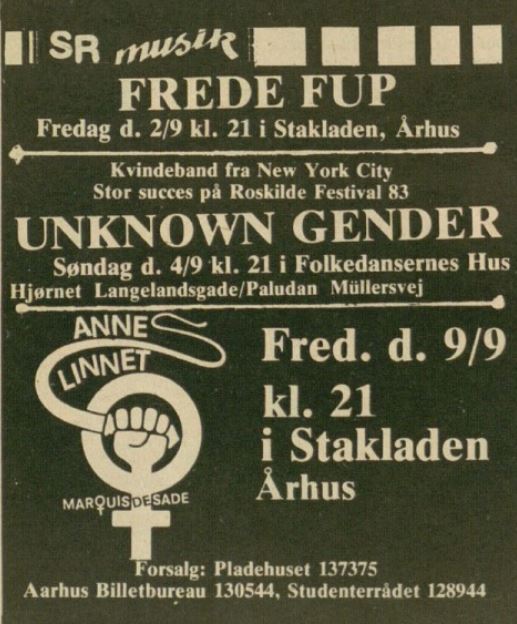 SR musik
FREDE FUP
Fredag d. 2/9 kl. 21 i Stakladen, Århus
Kvindeband fra New York City
Stor succes på Roskilde Festival 83
UNKNOWN GENDER
Søndag d. 4/9 kl. 21 i Folkedansernes Hus
Hjørnet Langelandsgade/Paludan Müllersvej
ANNE
LINNET
MARQUIS DE SADE
Fred. d. 9/9
kl. 21
i Stakladen
Århus
Forsalg: Pladehuset 137375
Aarhus Billetbureau 130544, Studenterrådet 128944